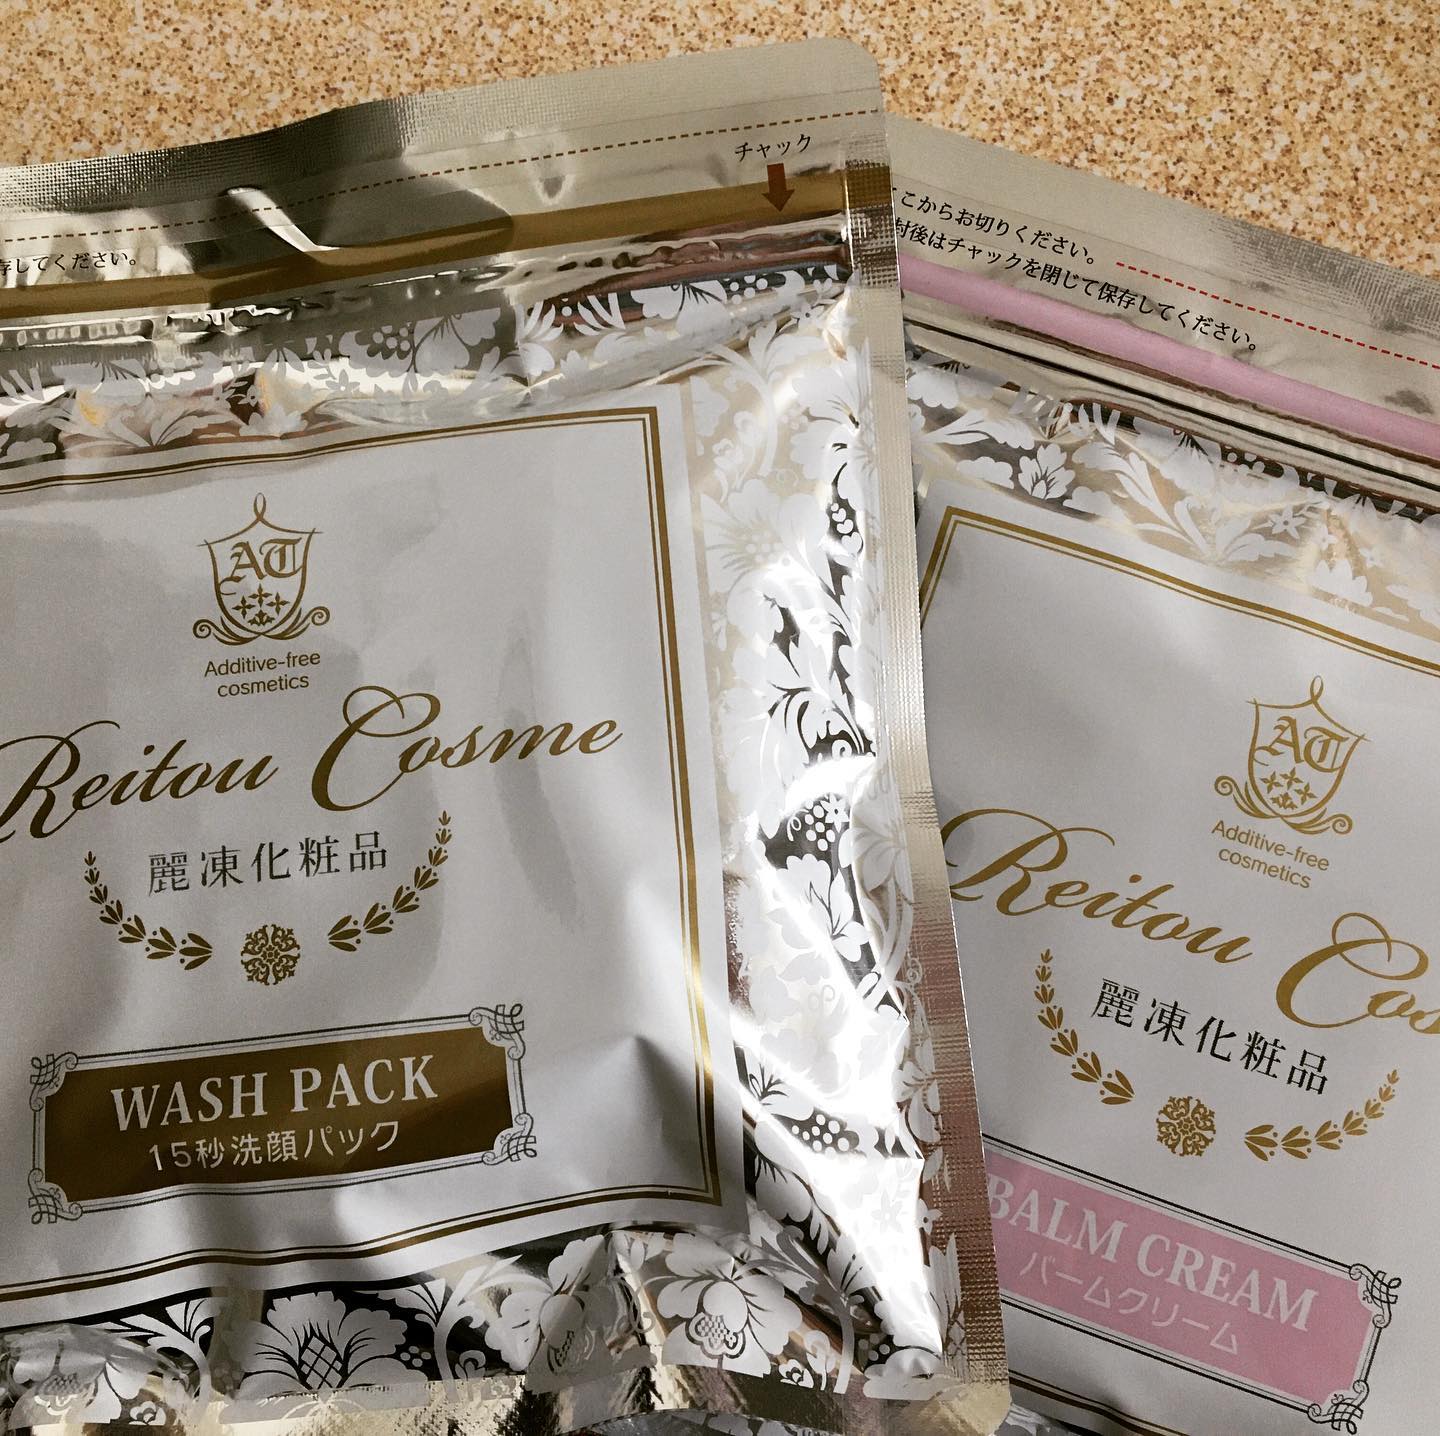 チャック
存してください。
AT
Additive-free
cosmetics
Reitou Cosme
麗凍化粧品
WASH PACK
15秒洗顔パック
ここからお切りください。
封後はチャックを閉じて保存してください。
AT
Additive-free
cosmetics
Reitou Cos
麗凍化粧品
BALM CREAM
バームクリーム